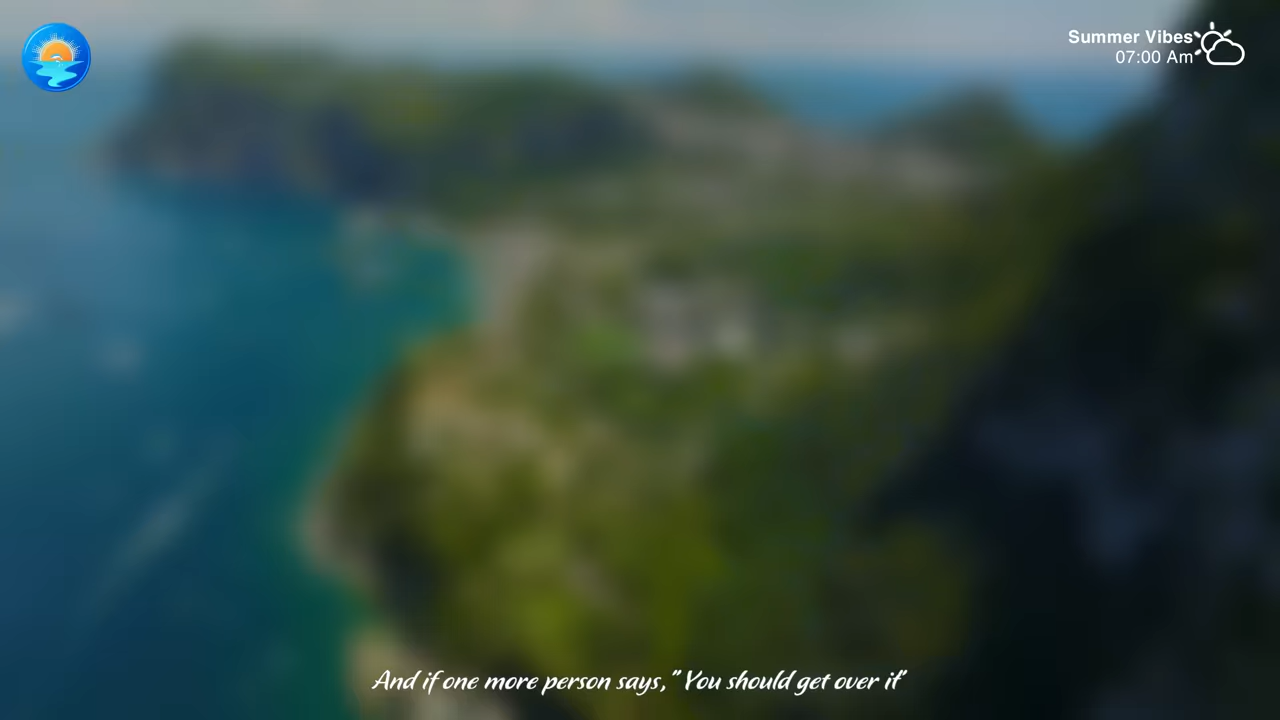 Summer Vibes
07:00 Am
And if one more person says, "You should get over it"